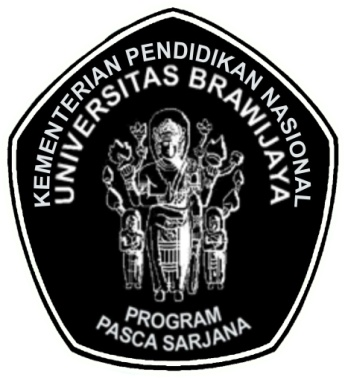 KEMENTERIAN PENDIDIKAN NASIONAL
UNIVERSITAS BRAWIJAYA
PROGRAM
PASCA SARJANA